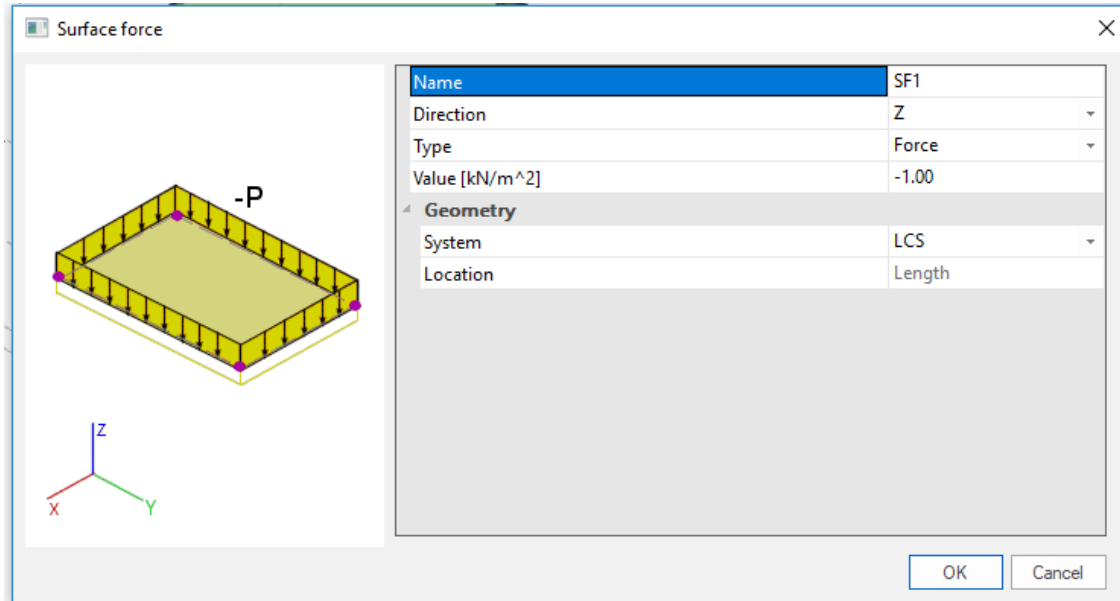 Surface force
Name SF1
Direction Z
Type Force
Value [kN/m^2] -1.00
Geometry
System LCS
Location Length
-P
Z
X
Y
OK Cancel